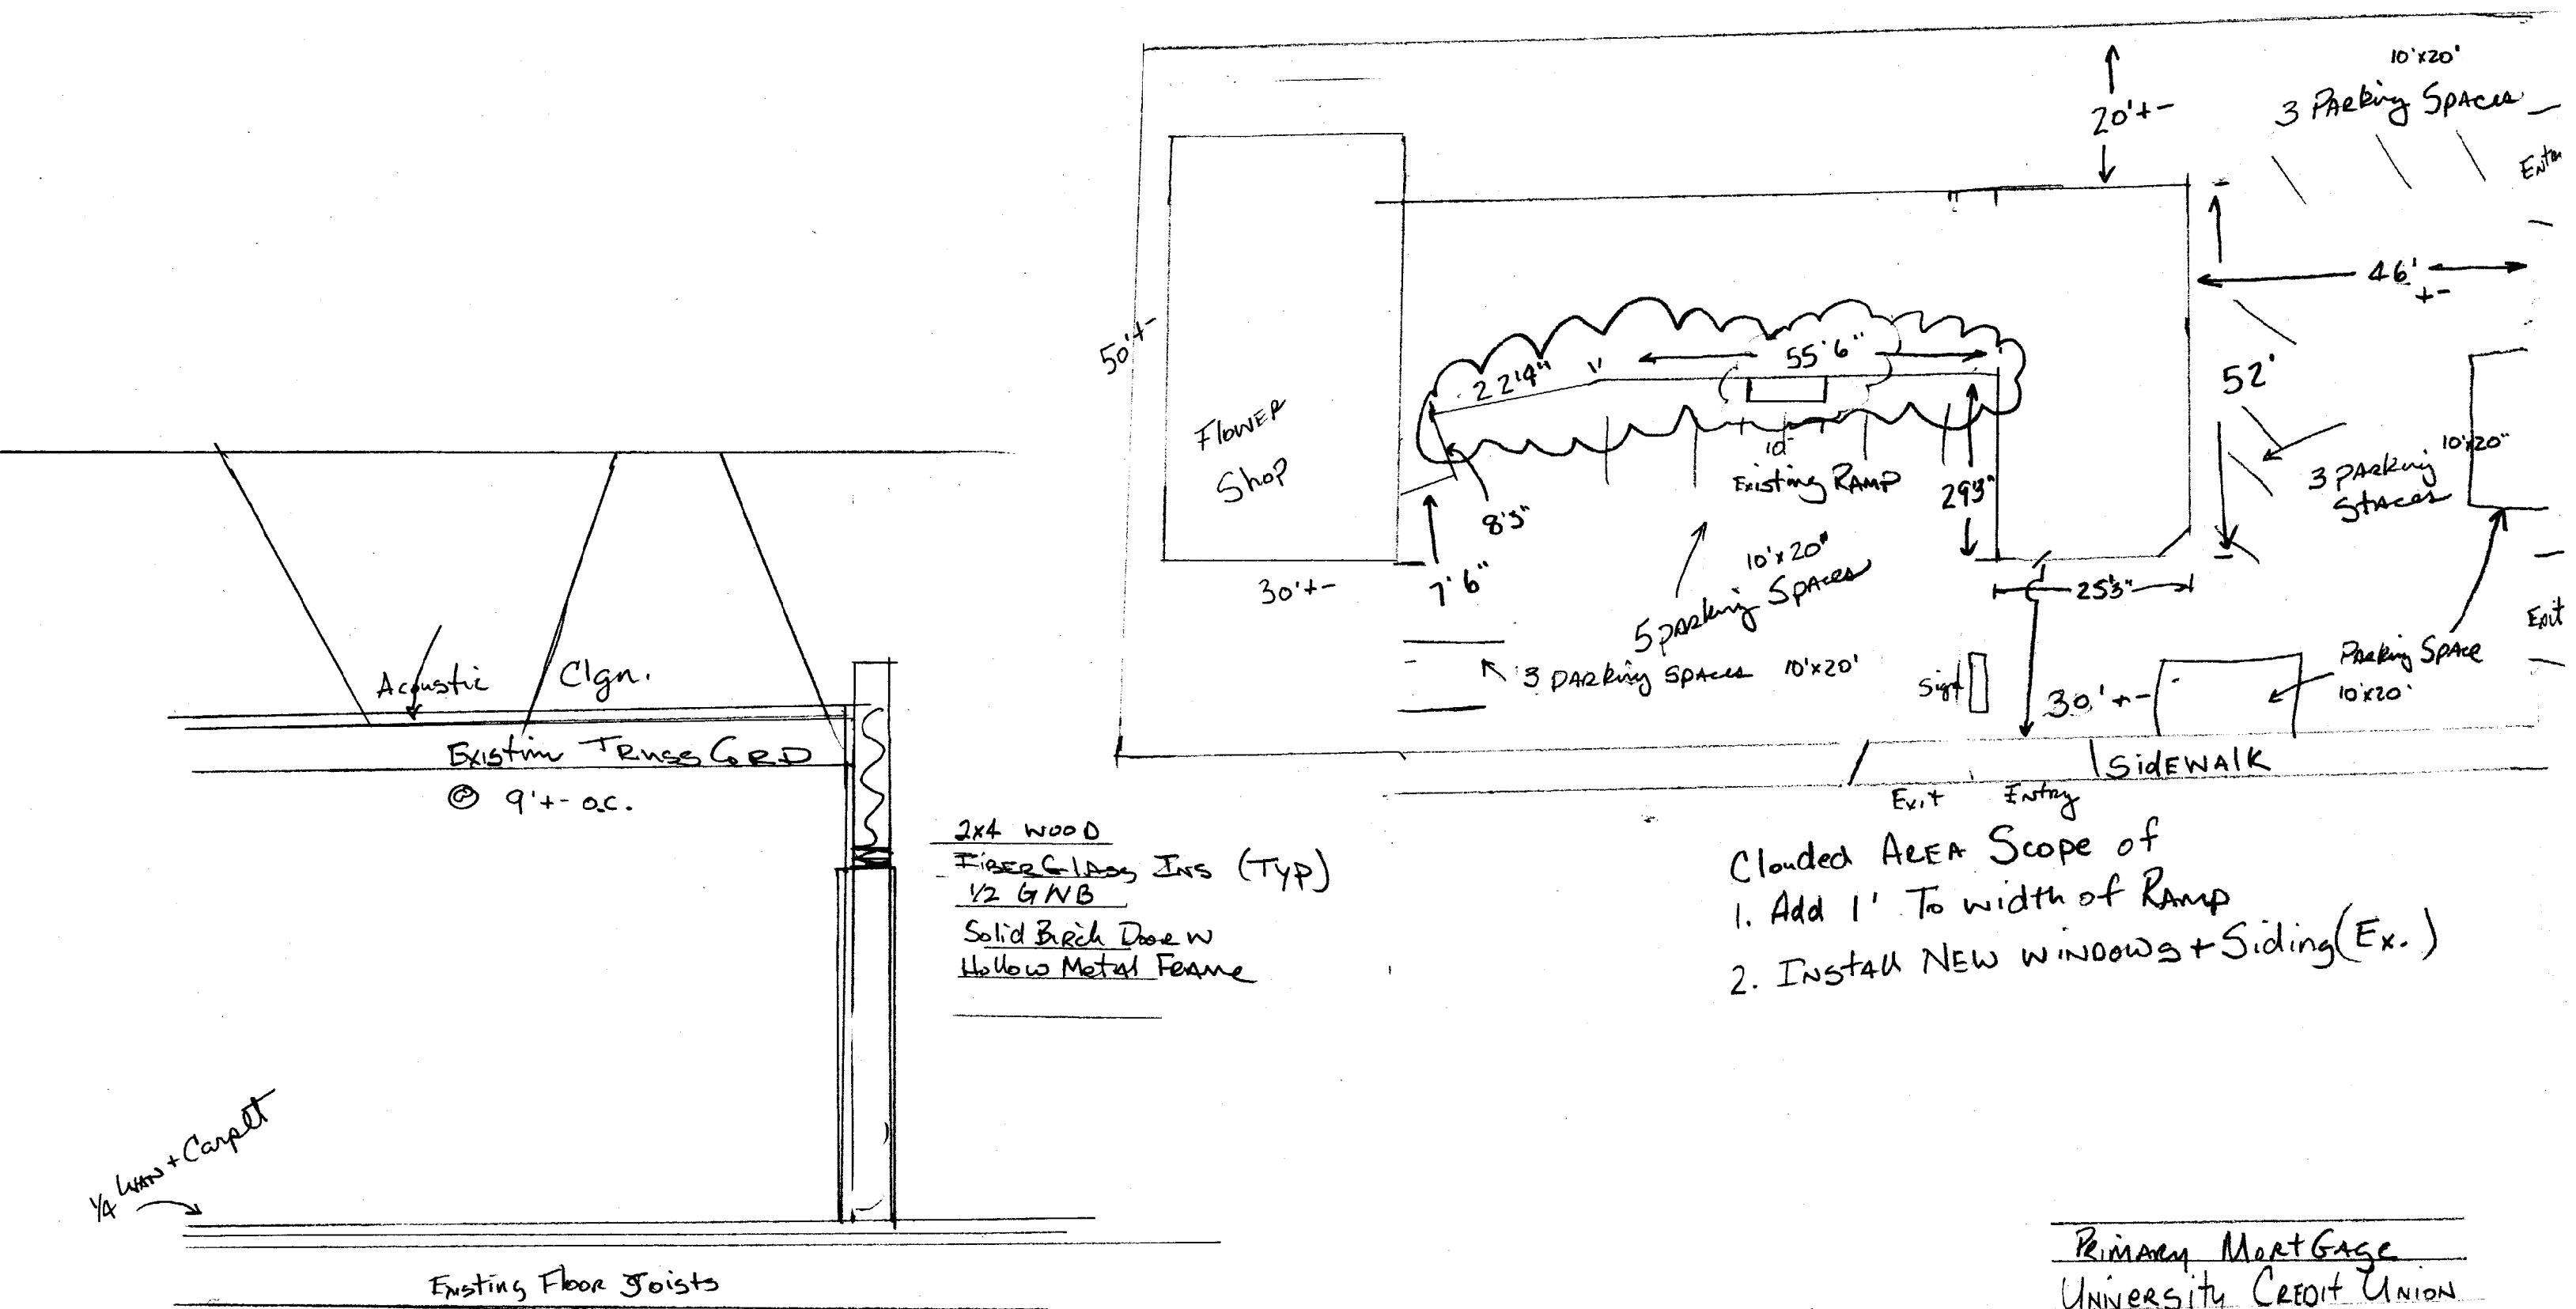 10'x20'
3 Parking Spaces
20'+-
46'
+-
50'+-
Flower
Shop
22'4"
55'6"
10'
Existing Ramp
29'3"
52'
10'x20"
3 Parking
Staces
8'3"
7'6"
30'+-
10'x20"
5 parking Spaces
3 parking spaces 10'x20'
25'3"
Exit
Sign
30'+-
Parking Space
10'x20'
Sidewalk
Exit Entry
Acoustic Clgn.
Existing Truss Cord
@ 9'+- o.c.
2x4 Wood
FiberGlass Ins (Typ)
1/2 GWB
Solid Birch Door W
Hollow Metal Frame
Clouded Area Scope of
1. Add 1' To width of Ramp
2. Install New windows + Siding (Ex.)
1/4 Luan + Carpet
Existing Floor Joists
Primary Mortgage
University Credit Union